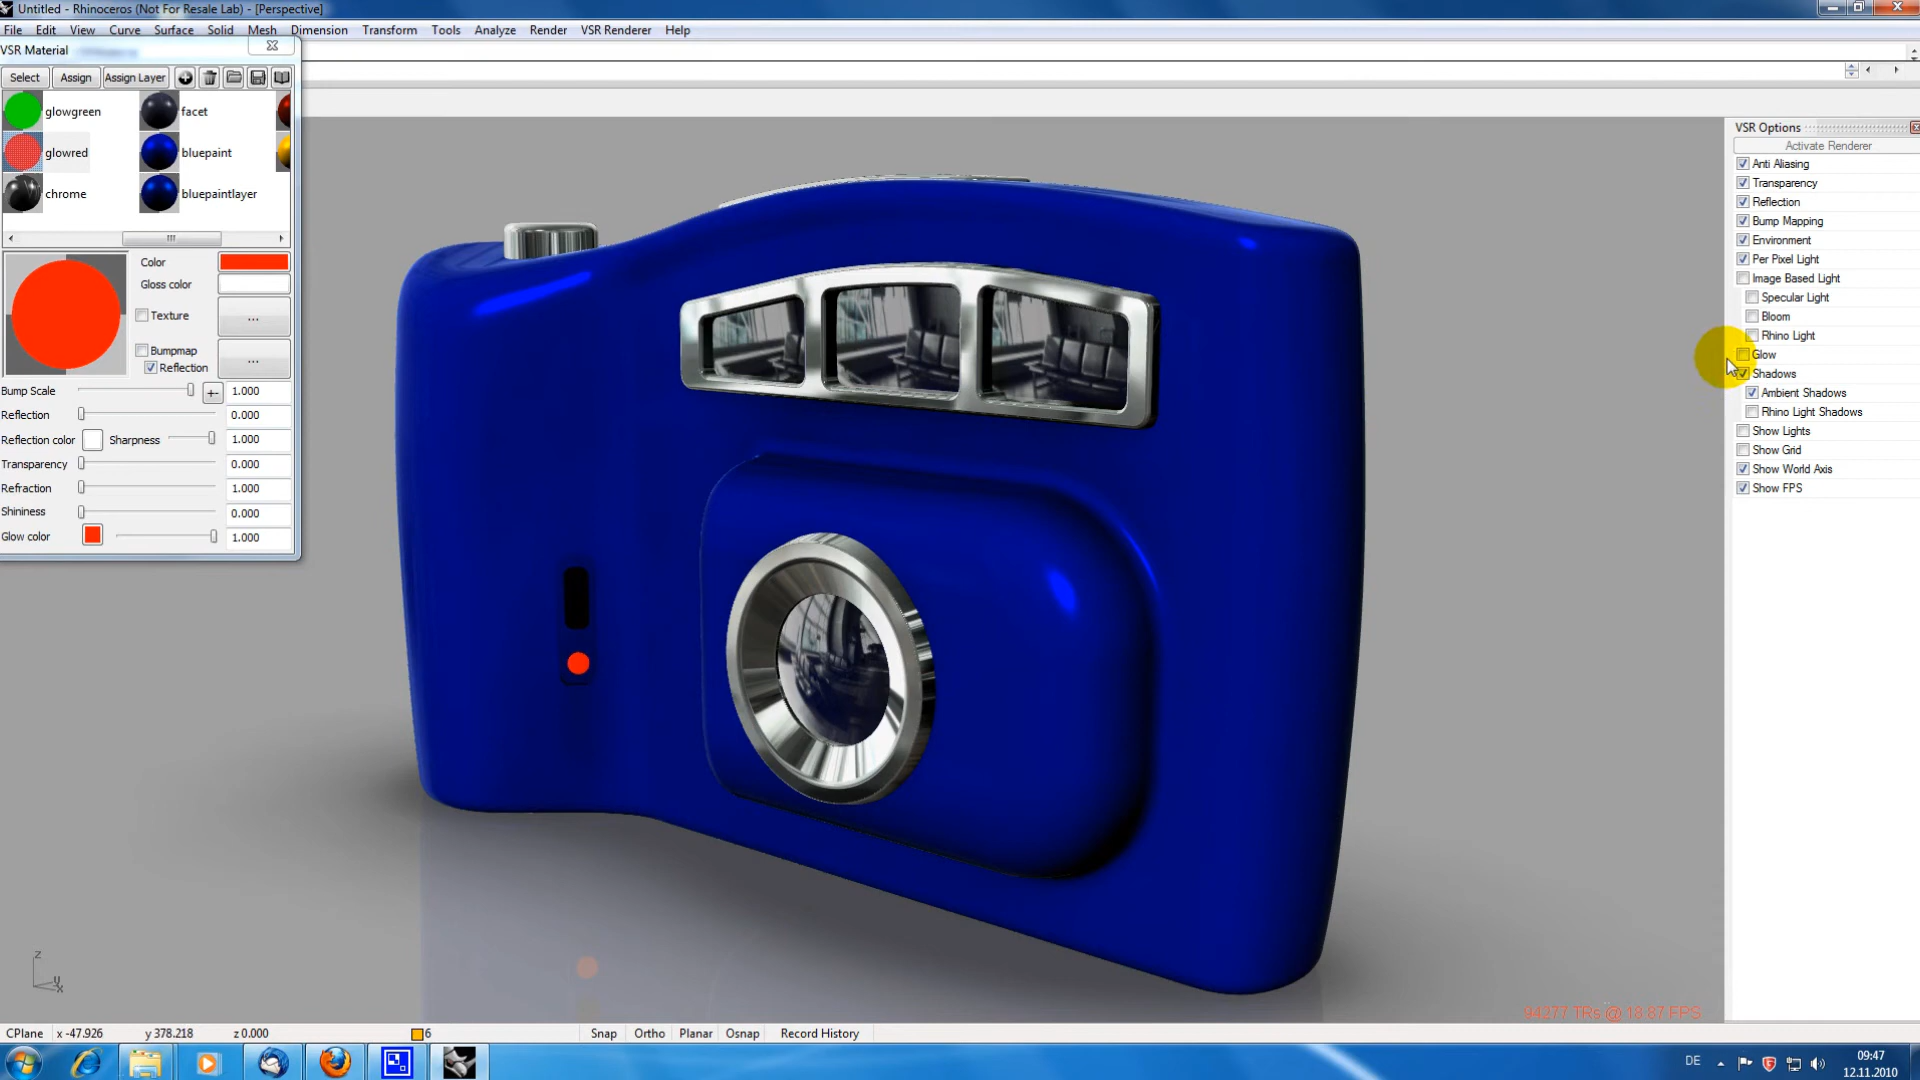 Untitled - Rhinoceros (Not For Resale Lab) - [Perspective]
File Edit View Curve Surface Solid Mesh Dimension Transform Tools Analyze Render VSR Renderer Help
VSR Material
Select Assign Assign Layer
glowgreen facet
glowred bluepaint
chrome bluepaintlayer
Color
Gloss color
Texture ...
Bumpmap ...
Reflection
Bump Scale +- 1.000
Reflection 0.000
Reflection color Sharpness 1.000
Transparency 0.000
Refraction 1.000
Shininess 0.000
Glow color 1.000
VSR Options
Activate Renderer
Anti Aliasing
Transparency
Reflection
Bump Mapping
Environment
Per Pixel Light
Image Based Light
Specular Light
Bloom
Rhino Light
Glow
Shadows
Ambient Shadows
Rhino Light Shadows
Show Lights
Show Grid
Show World Axis
Show FPS
z
y
x
94277 TRs @ 18.87 FPS
CPlane x -47.926 y 378.218 z 0.000 6 Snap Ortho Planar Osnap Record History
DE 09:47
12.11.2010